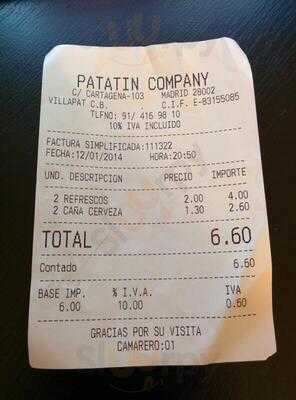 PATATIN COMPANY
C/ CARTAGENA-103 MADRID 28002
VILLAPAT C.B. . C.I.F. E-83155085
TLFNO: 91/ 416 98 10
10% IVA INCLUIDO
FACTURA SIMPLIFICADA:111322
FECHA:12/01/2014 HORA:20:50
UND. DESCRIPCION PRECIO IMPORTE
2 REFRESCOS 2.00 4.00
2 CAÑA CERVEZA 1.30 2.60
TOTAL 6.60
Contado 6.60
BASE IMP. % I.V.A. IVA
6.00 10.00 0.60
GRACIAS POR SU VISITA
CAMARERO:01